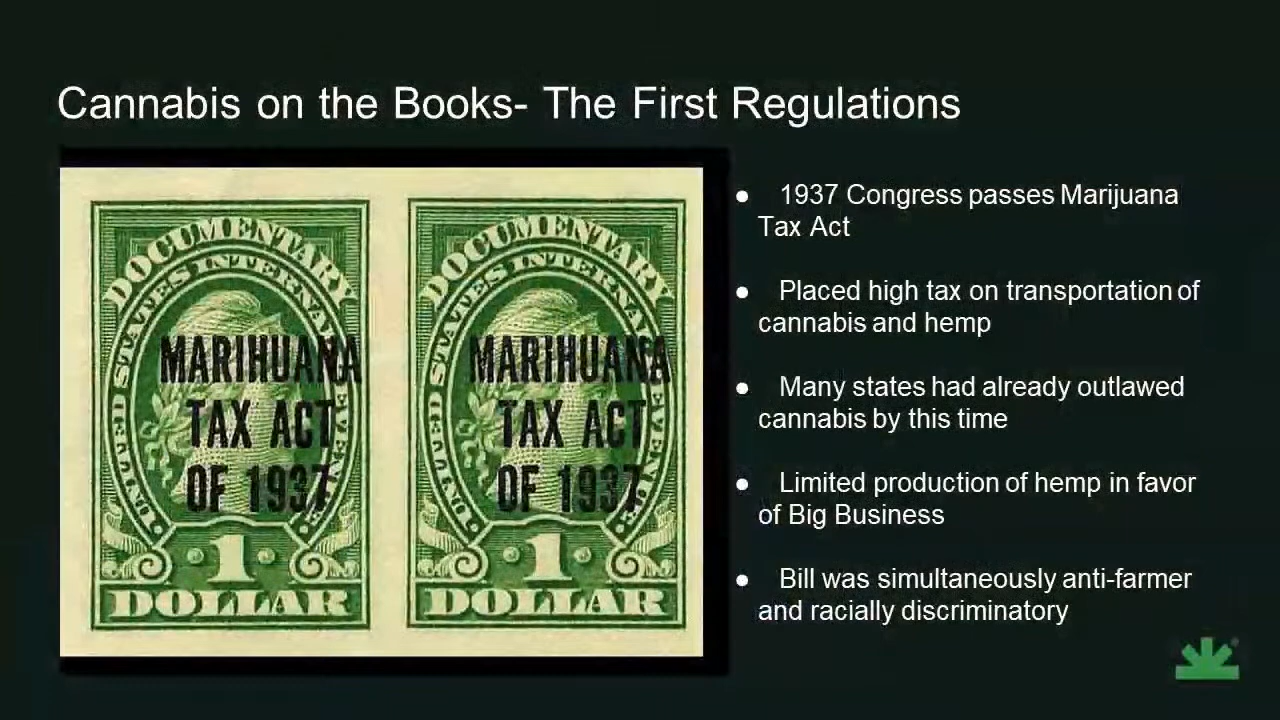 Cannabis on the Books- The First Regulations
DOCUMENTARY
UNITED STATES INTERNAL REVENUE
MARIHUANA
TAX ACT
OF 1937
1
DOLLAR
DOCUMENTARY
UNITED STATES INTERNAL REVENUE
MARIHUANA
TAX ACT
OF 1937
1
DOLLAR
● 1937 Congress passes Marijuana
Tax Act
● Placed high tax on transportation of
cannabis and hemp
● Many states had already outlawed
cannabis by this time
● Limited production of hemp in favor
of Big Business
● Bill was simultaneously anti-farmer
and racially discriminatory